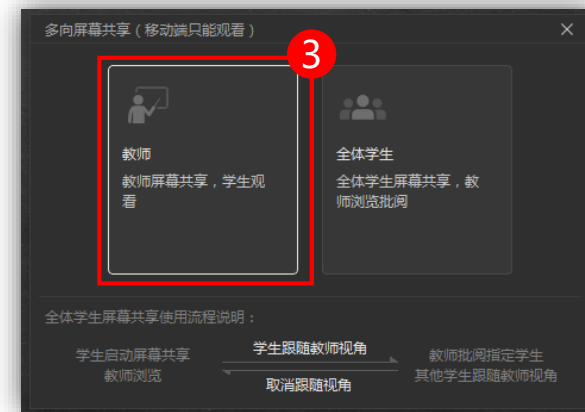 多向屏幕共享（移动端只能观看）
3
教师
教师屏幕共享，学生观
看
全体学生
全体学生屏幕共享，教
师浏览批阅
全体学生屏幕共享使用流程说明：
学生启动屏幕共享
教师浏览
学生跟随教师视角
取消跟随视角
教师批阅指定学生
其他学生跟随教师视角